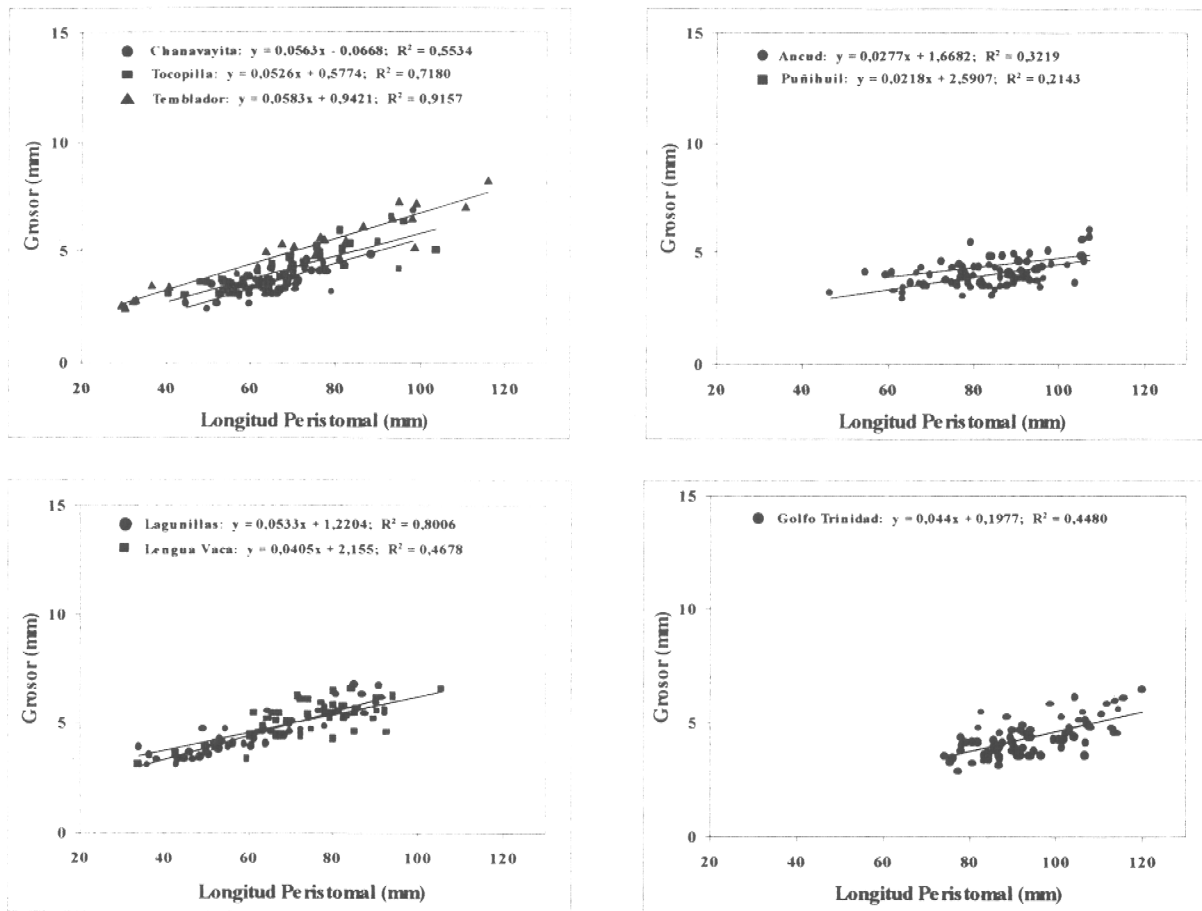 15
Chanavayita: y = 0,0563x - 0,0668; R² = 0,5534
Tocopilla: y = 0,0526x + 0,5774; R² = 0,7180
Temblador: y = 0,0583x + 0,9421; R² = 0,9157
10
5
0
Grosor (mm)
20 40 60 80 100 120
Longitud Peristomal (mm)
15
Ancud: y = 0,0277x + 1,6682; R² = 0,3219
Puñihuil: y = 0,0218x + 2,5907; R² = 0,2143
10
5
0
Grosor (mm)
20 40 60 80 100 120
Longitud Peristomal (mm)
15
Lagunillas: y = 0,0533x + 1,2204; R² = 0,8006
Lengua Vaca: y = 0,0405x + 2,155; R² = 0,4678
10
5
0
Grosor (mm)
20 40 60 80 100 120
Longitud Peristomal (mm)
15
Golfo Trinidad: y = 0,044x + 0,1977; R² = 0,4480
10
5
0
Grosor (mm)
20 40 60 80 100 120
Longitud Peristomal (mm)